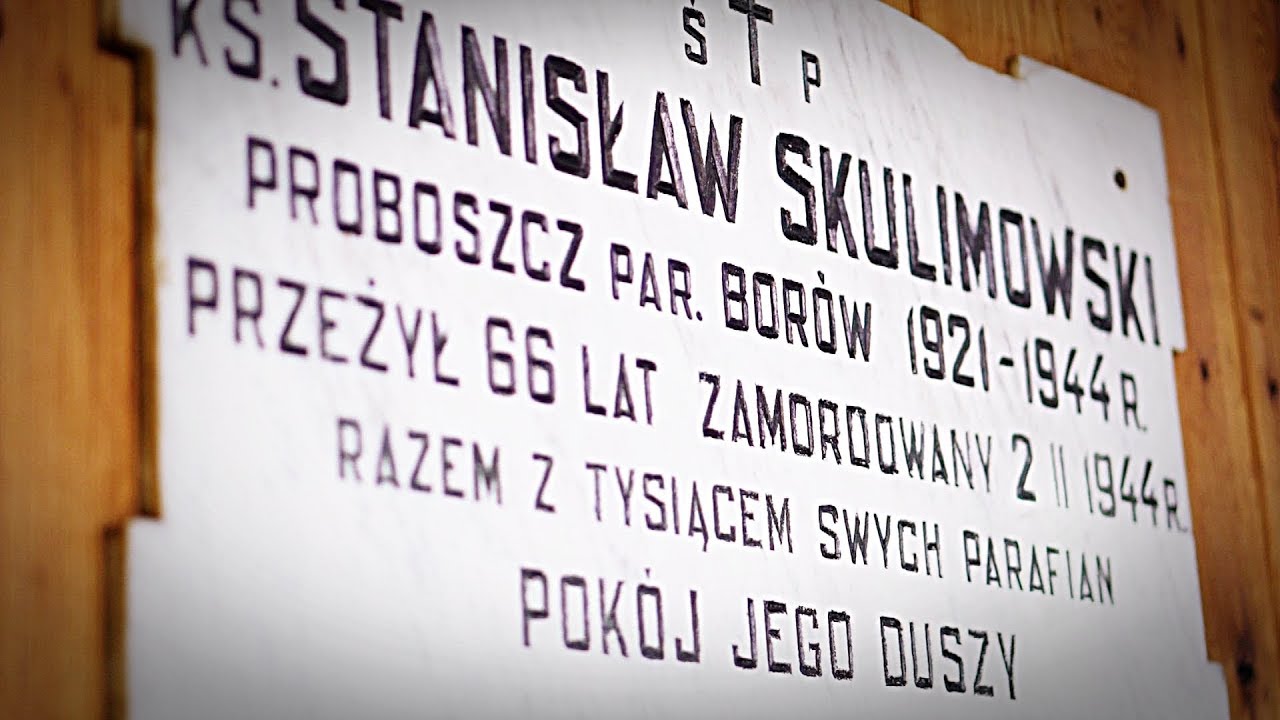 Ś T P
KS. STANISŁAW SKULIMOWSKI
PROBOSZCZ PAR. BORÓW 1921-1944 R.
PRZEŻYŁ 66 LAT ZAMORDOWANY 2 II 1944 R.
RAZEM Z TYSIĄCEM SWYCH PARAFIAN
POKÓJ JEGO DUSZY